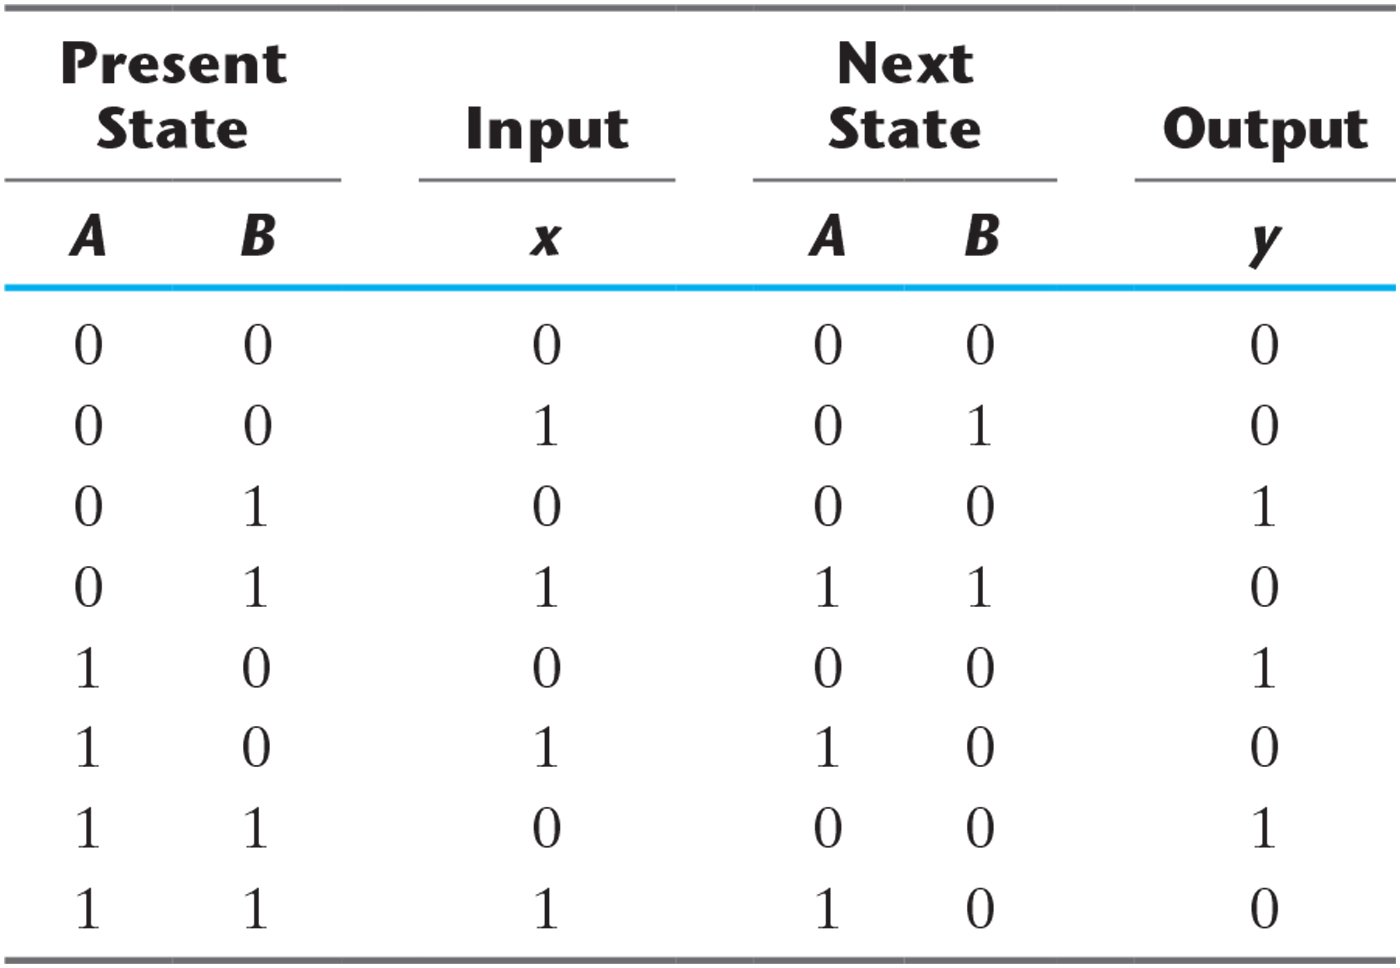 Present Next
State Input State Output
A B x A B y
0 0 0 0 0 0
0 0 1 0 1 0
0 1 0 0 0 1
0 1 1 1 1 0
1 0 0 0 0 1
1 0 1 1 0 0
1 1 0 0 0 1
1 1 1 1 0 0